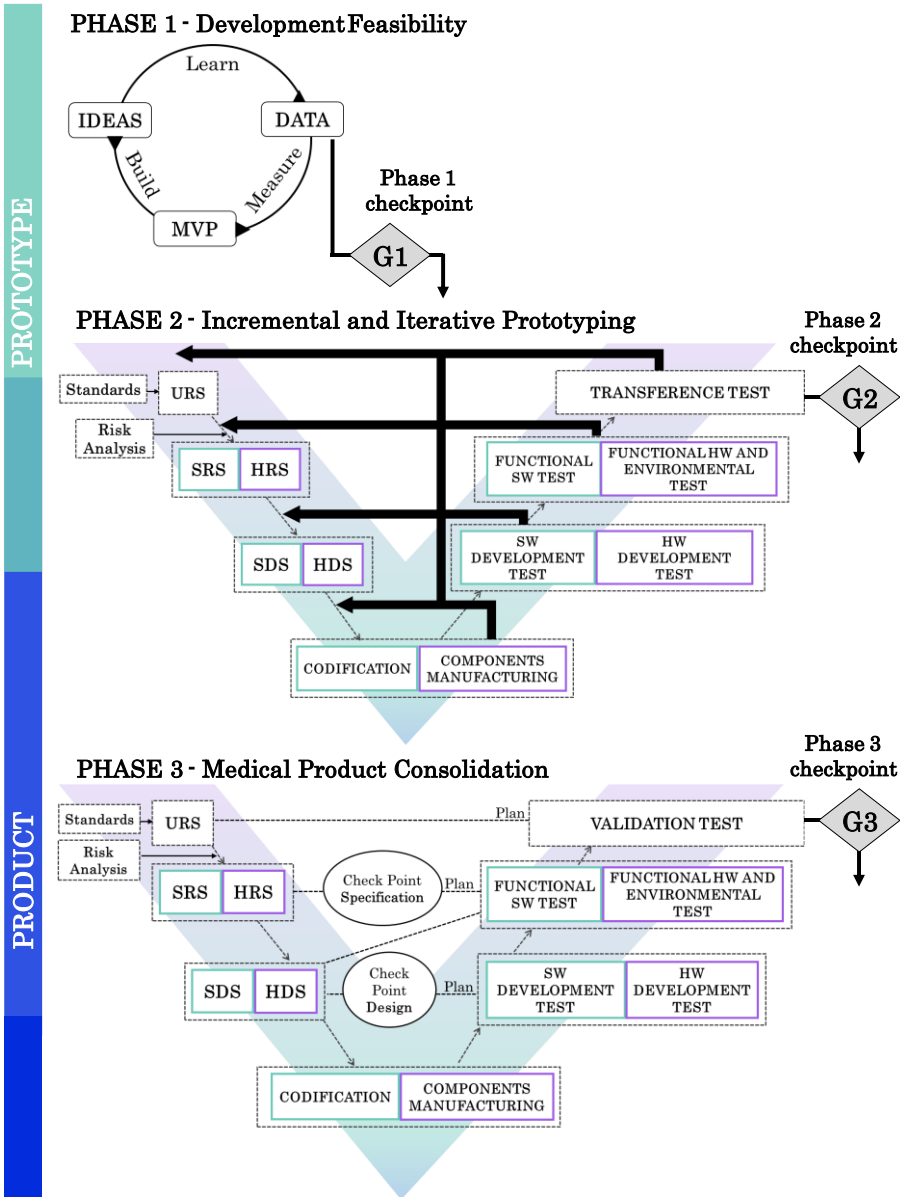 PHASE 1 - Development Feasibility
Learn
IDEAS
DATA
Build
Measure
MVP
Phase 1
checkpoint
G1
PROTOTYPE
PHASE 2 - Incremental and Iterative Prototyping
Phase 2
checkpoint
Standards
URS
TRANSFERENCE TEST
G2
Risk
Analysis
SRS
HRS
FUNCTIONAL
SW TEST
FUNCTIONAL HW AND
ENVIRONMENTAL
TEST
SDS
HDS
SW
DEVELOPMENT
TEST
HW
DEVELOPMENT
TEST
CODIFICATION
COMPONENTS
MANUFACTURING
PRODUCT
PHASE 3 - Medical Product Consolidation
Phase 3
checkpoint
Standards
URS
Plan
VALIDATION TEST
G3
Risk
Analysis
SRS
HRS
Check Point
Specification
Plan
FUNCTIONAL
SW TEST
FUNCTIONAL HW AND
ENVIRONMENTAL
TEST
SDS
HDS
Check
Point
Design
Plan
SW
DEVELOPMENT
TEST
HW
DEVELOPMENT
TEST
CODIFICATION
COMPONENTS
MANUFACTURING